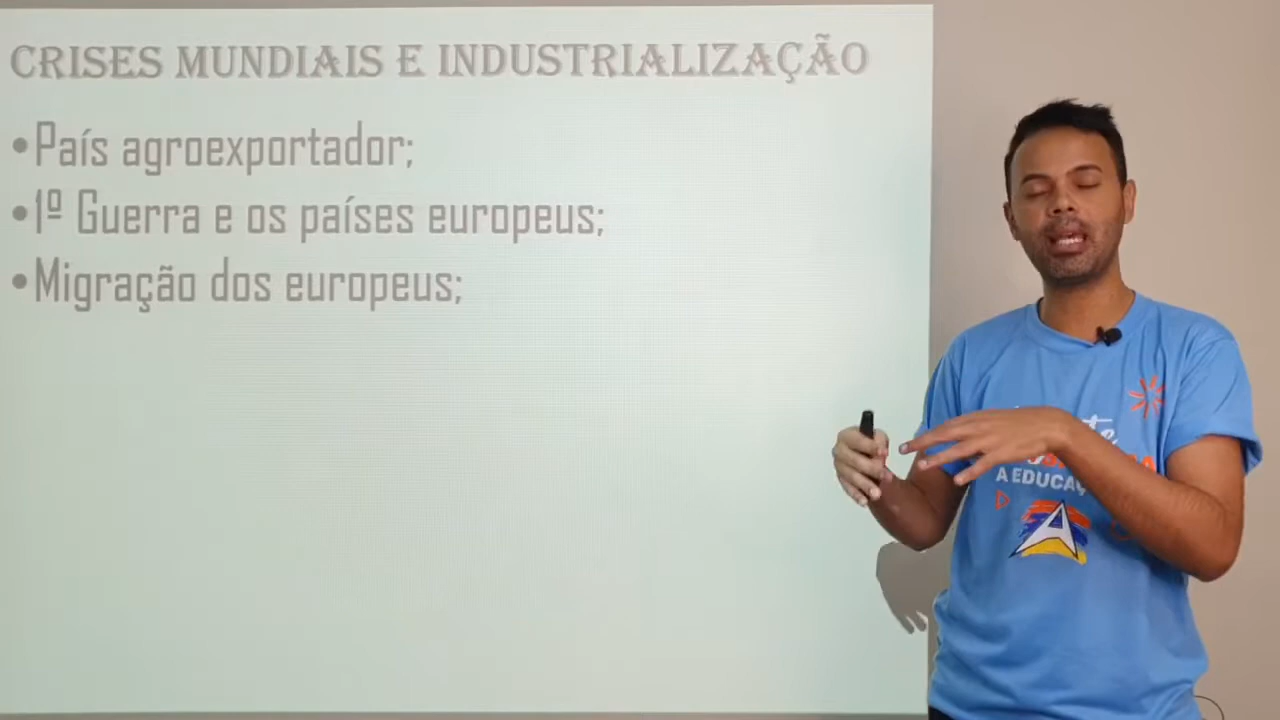 CRISES MUNDIAIS E INDUSTRIALIZAÇÃO
•País agroexportador;
•1º Guerra e os países europeus;
•Migração dos europeus;
A EDUCAÇ